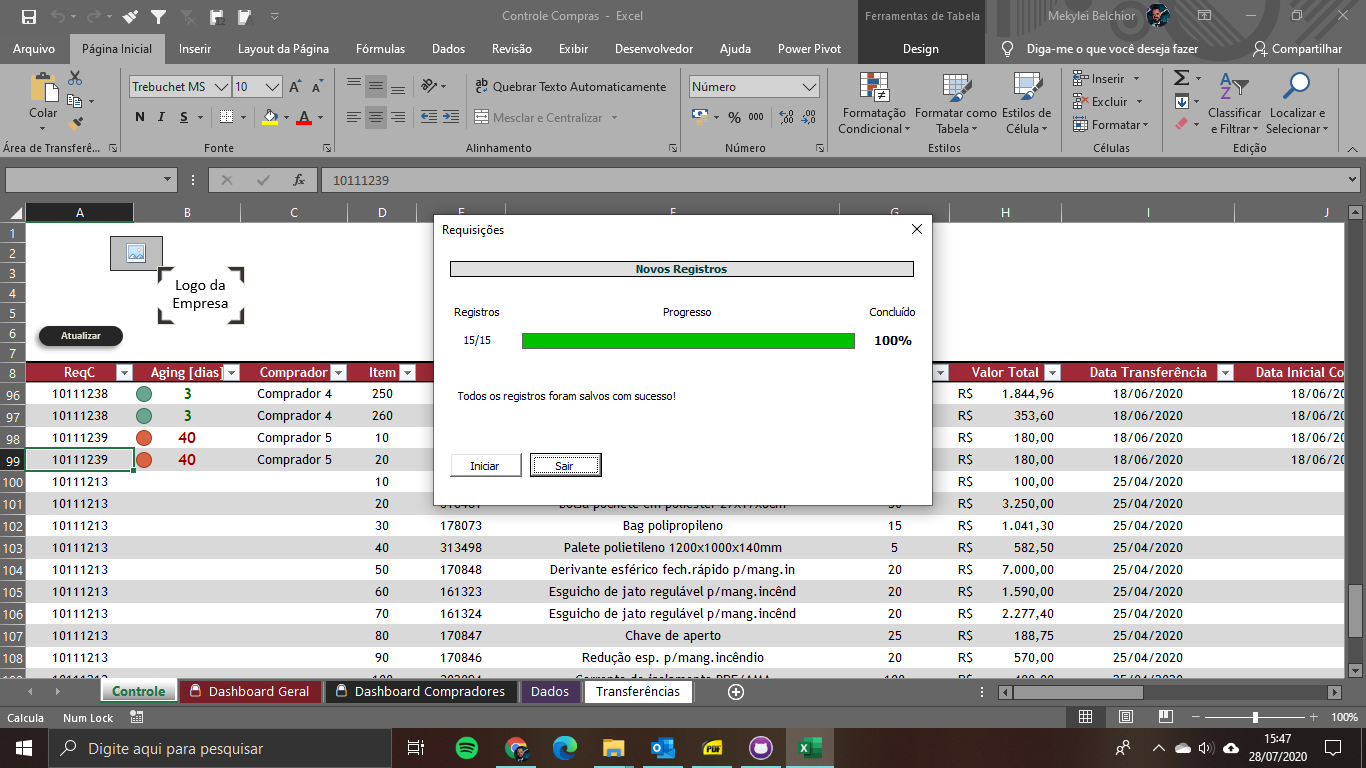 Controle Compras - Excel
Ferramentas de Tabela
Mekylei Belchior
Arquivo Página Inicial Inserir Layout da Página Fórmulas Dados Revisão Exibir Desenvolvedor Ajuda Power Pivot Design Diga-me o que você deseja fazer Compartilhar
Colar
Área de Transferê...
Trebuchet MS 10
N I S
Fonte
Quebrar Texto Automaticamente
Mesclar e Centralizar
Alinhamento
Número
% 000
Número
Formatação Condicional
Formatar como Tabela
Estilos de Célula
Estilos
Inserir
Excluir
Formatar
Células
Classificar e Filtrar
Localizar e Selecionar
Edição
fx 10111239
A B C D H I J
1
2
3
4
5
6
7
Logo da
Empresa
Atualizar
Requisições
Novos Registros
Registros Progresso Concluído
15/15 100%
Todos os registros foram salvos com sucesso!
Iniciar Sair
8 ReqC Aging [dias] Comprador Item Valor Total Data Transferência Data Inicial Co
96 10111238 3 Comprador 4 250 R$ 1.844,96 18/06/2020 18/06/20
97 10111238 3 Comprador 4 260 R$ 353,60 18/06/2020 18/06/20
98 10111239 40 Comprador 5 10 R$ 180,00 18/06/2020 18/06/20
99 10111239 40 Comprador 5 20 R$ 180,00 18/06/2020 18/06/20
100 10111213 10 R$ 100,00 25/04/2020
101 10111213 20 R$ 3.250,00 25/04/2020
102 10111213 30 178073 Bag polipropileno 15 R$ 1.041,30 25/04/2020
103 10111213 40 313498 Palete polietileno 1200x1000x140mm 5 R$ 582,50 25/04/2020
104 10111213 50 170848 Derivante esférico fech.rápido p/mang.in 20 R$ 7.000,00 25/04/2020
105 10111213 60 161323 Esguicho de jato regulável p/mang.incênd 20 R$ 1.590,00 25/04/2020
106 10111213 70 161324 Esguicho de jato regulável p/mang.incênd 20 R$ 2.277,40 25/04/2020
107 10111213 80 170847 Chave de aperto 25 R$ 188,75 25/04/2020
108 10111213 90 170846 Redução esp. p/mang.incêndio 20 R$ 570,00 25/04/2020
Controle Dashboard Geral Dashboard Compradores Dados Transferências
Calcula Num Lock 100%
Digite aqui para pesquisar
PDF
15:47
28/07/2020